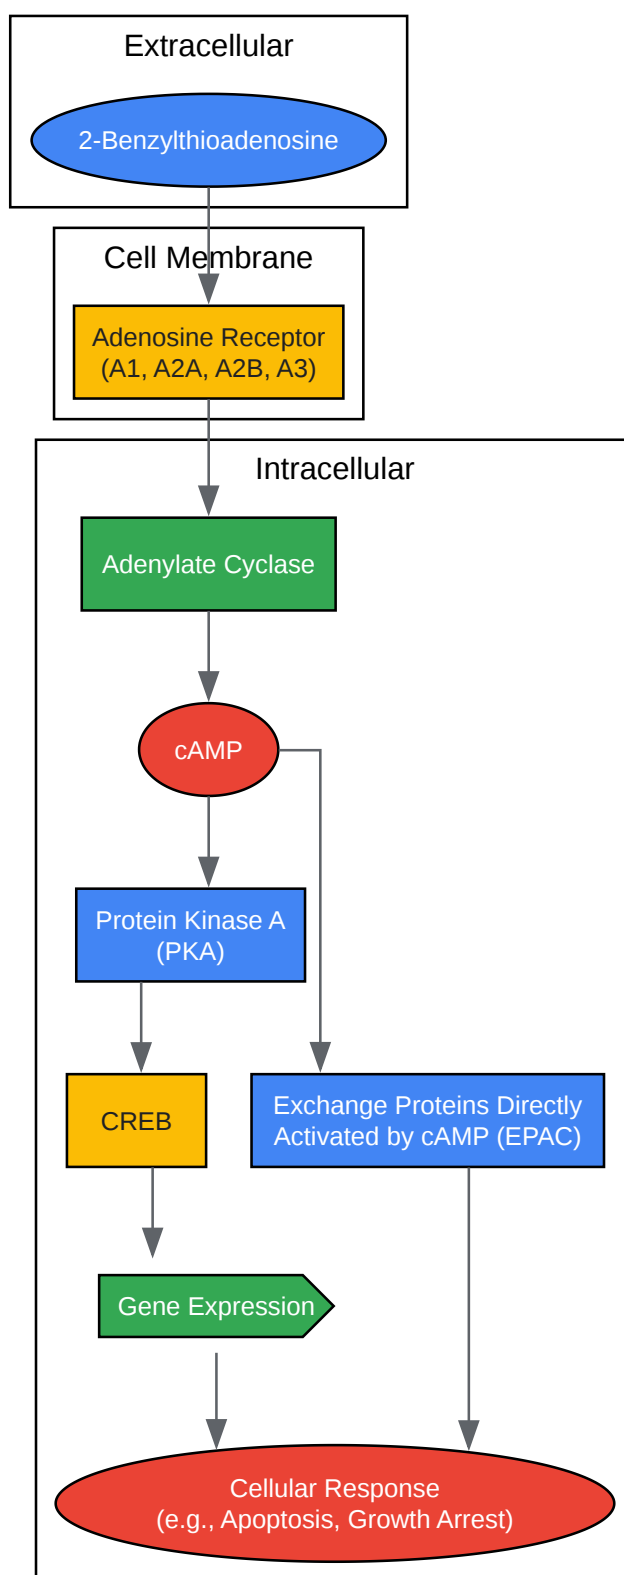 Extracellular
2-Benzylthioadenosine
Cell Membrane
Adenosine Receptor
(A1, A2A, A2B, A3)
Intracellular
Adenylate Cyclase
cAMP
Protein Kinase A
(PKA)
CREB
Exchange Proteins Directly
Activated by cAMP (EPAC)
Gene Expression
Cellular Response
(e.g., Apoptosis, Growth Arrest)